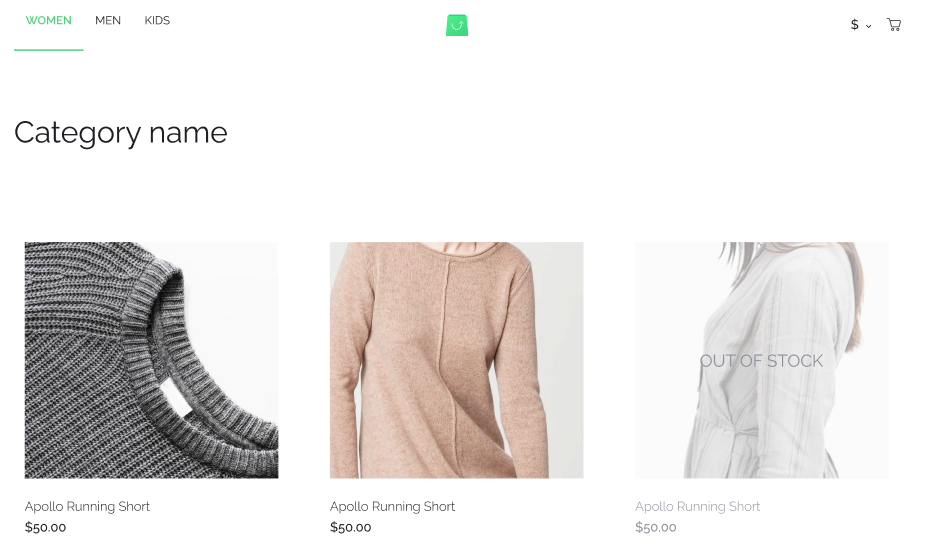 WOMEN MEN KIDS $
Category name
OUT OF STOCK
Apollo Running Short Apollo Running Short Apollo Running Short
$50.00 $50.00 $50.00